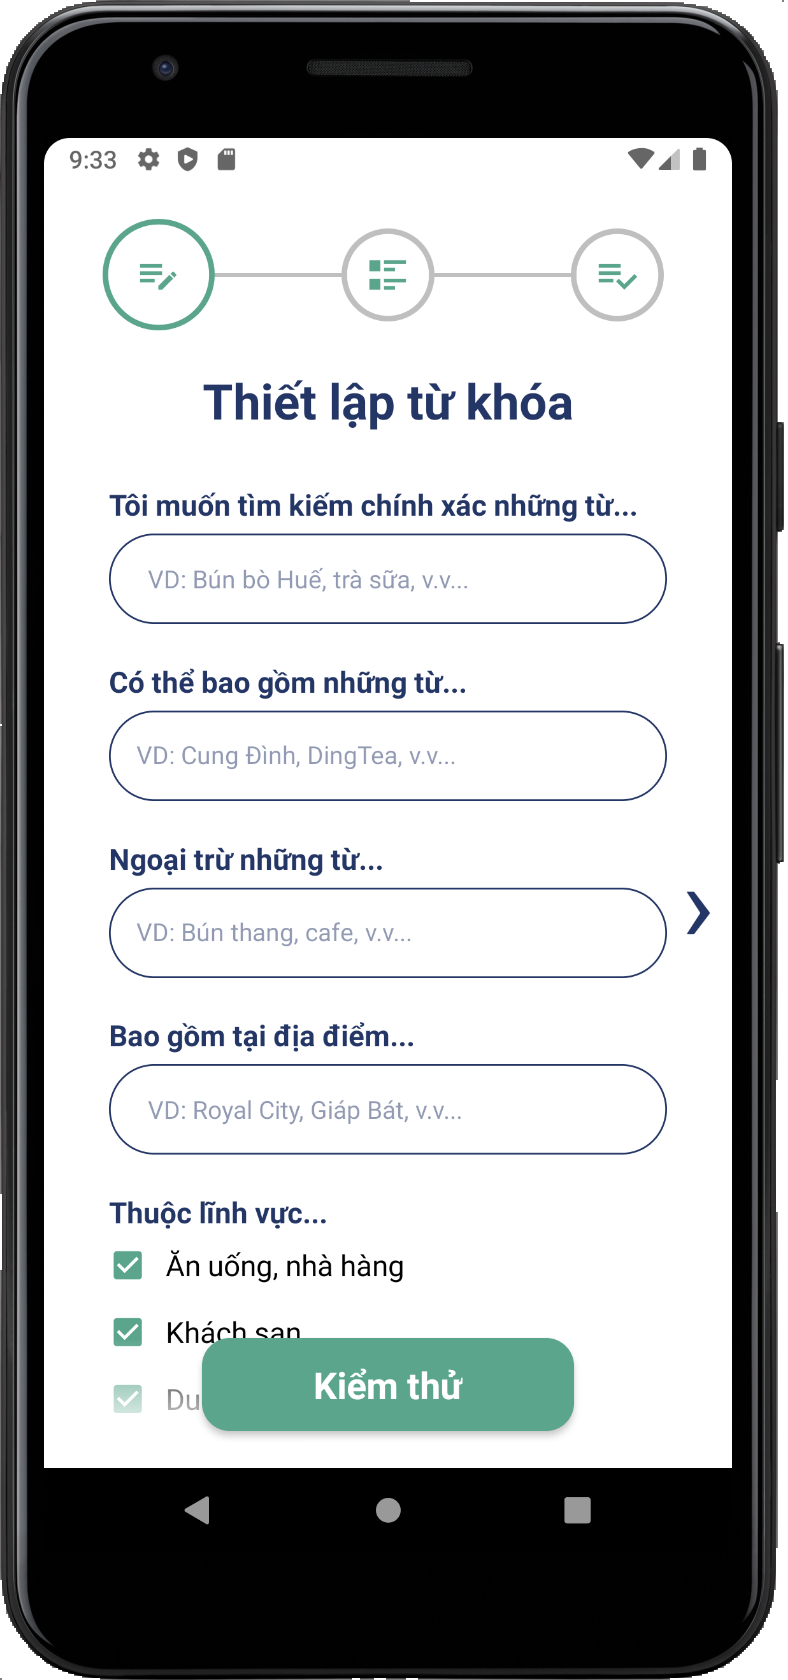 9:33
Thiết lập từ khóa
Tôi muốn tìm kiếm chính xác những từ...
VD: Bún bò Huế, trà sữa, v.v...
Có thể bao gồm những từ...
VD: Cung Đình, DingTea, v.v...
Ngoại trừ những từ...
VD: Bún thang, cafe, v.v...
Bao gồm tại địa điểm...
VD: Royal City, Giáp Bát, v.v...
Thuộc lĩnh vực...
Ăn uống, nhà hàng
Khách sạn
Du
Kiểm thử